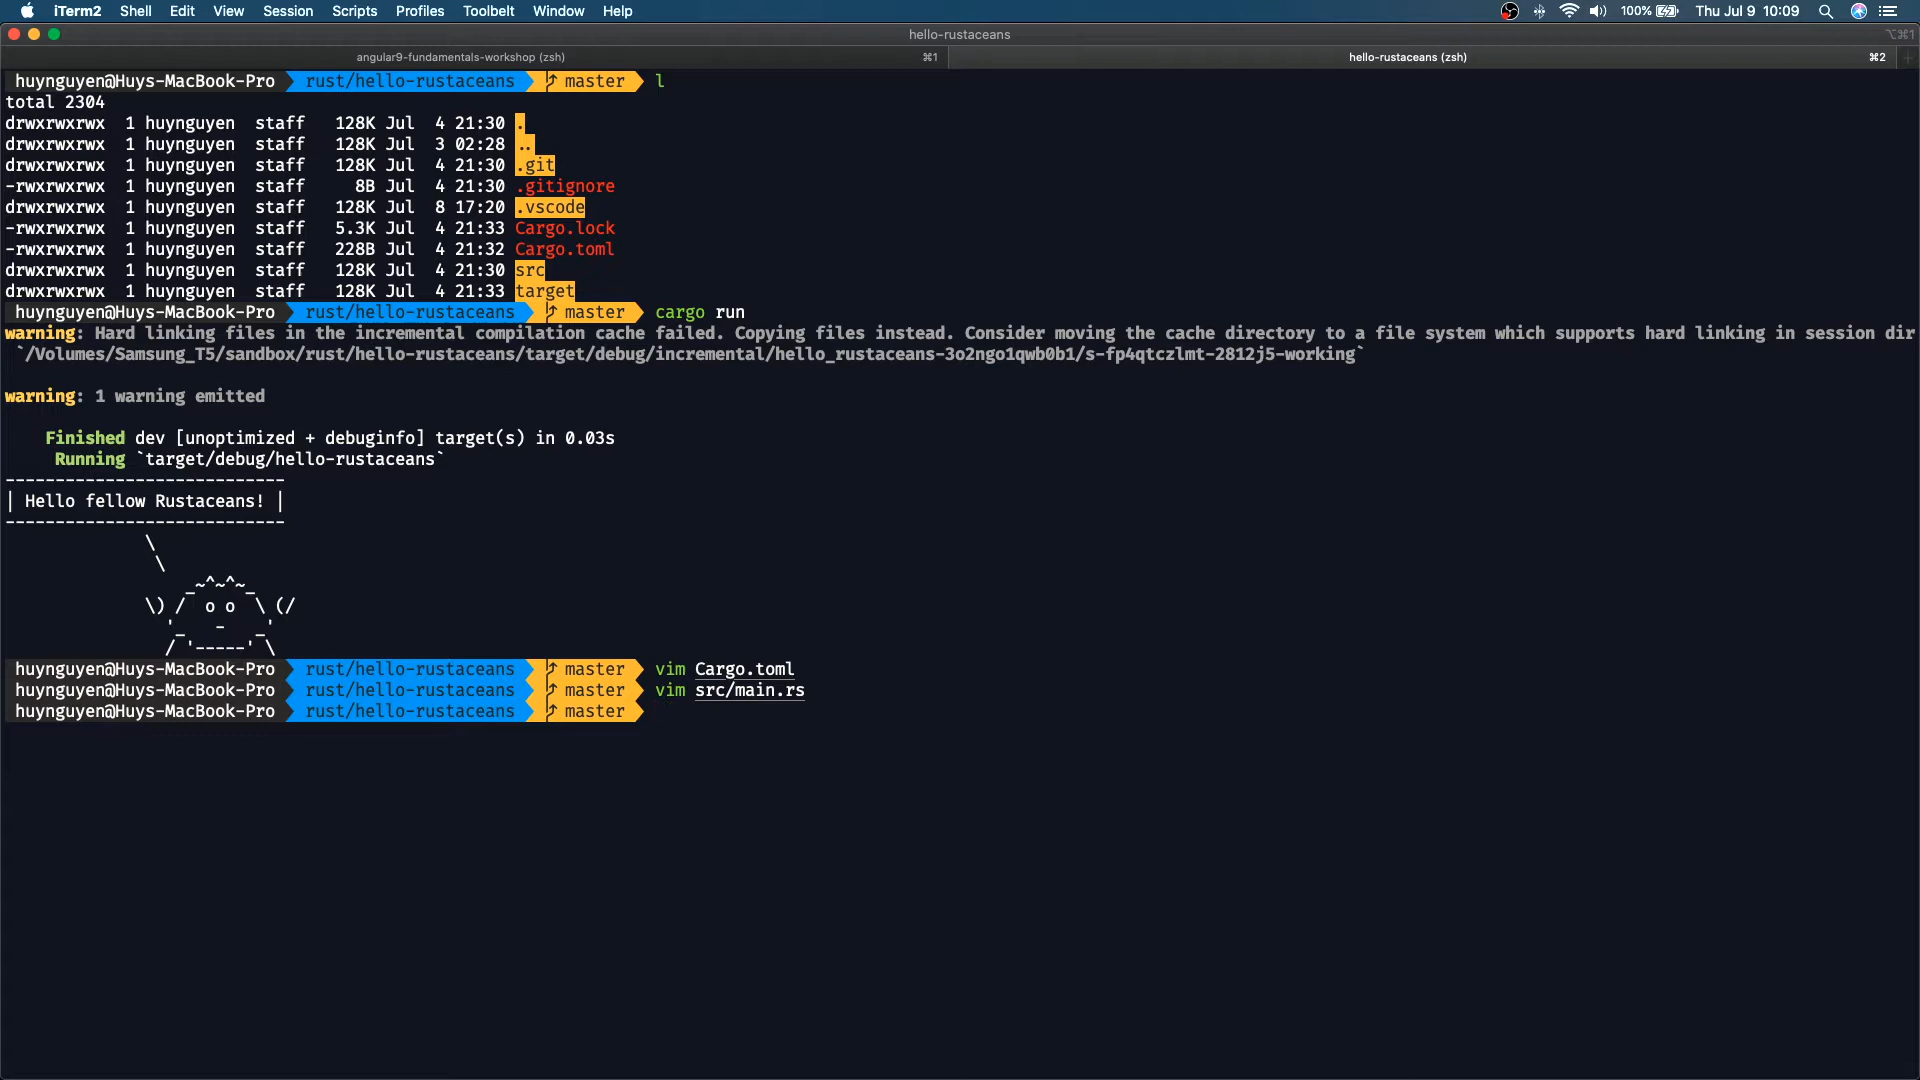 iTerm2 Shell Edit View Session Scripts Profiles Toolbelt Window Help 100% Thu Jul 9 10:09
hello-rustaceans ⌥⌘1
angular9-fundamentals-workshop (zsh) ⌘1 hello-rustaceans (zsh) ⌘2
huynguyen@Huys-MacBook-Pro rust/hello-rustaceans master l
total 2304
drwxrwxrwx 1 huynguyen staff 128K Jul 4 21:30 .
drwxrwxrwx 1 huynguyen staff 128K Jul 3 02:28 ..
drwxrwxrwx 1 huynguyen staff 128K Jul 4 21:30 .git
-rwxrwxrwx 1 huynguyen staff 8B Jul 4 21:30 .gitignore
drwxrwxrwx 1 huynguyen staff 128K Jul 8 17:20 .vscode
-rwxrwxrwx 1 huynguyen staff 5.3K Jul 4 21:33 Cargo.lock
-rwxrwxrwx 1 huynguyen staff 228B Jul 4 21:32 Cargo.toml
drwxrwxrwx 1 huynguyen staff 128K Jul 4 21:30 src
drwxrwxrwx 1 huynguyen staff 128K Jul 4 21:33 target
huynguyen@Huys-MacBook-Pro rust/hello-rustaceans master cargo run
warning: Hard linking files in the incremental compilation cache failed. Copying files instead. Consider moving the cache directory to a file system which supports hard linking in session dir
`/Volumes/Samsung_T5/sandbox/rust/hello-rustaceans/target/debug/incremental/hello_rustaceans-3o2ngo1qwb0b1/s-fp4qtczlmt-2812j5-working`
warning: 1 warning emitted
Finished dev [unoptimized + debuginfo] target(s) in 0.03s
Running `target/debug/hello-rustaceans`
----------------------------
| Hello fellow Rustaceans! |
----------------------------
              \
               \
                  _~^~^~_
              \) /  o o  \ (/
                '_   -   _'
                / '-----' \
huynguyen@Huys-MacBook-Pro rust/hello-rustaceans master vim Cargo.toml
huynguyen@Huys-MacBook-Pro rust/hello-rustaceans master vim src/main.rs
huynguyen@Huys-MacBook-Pro rust/hello-rustaceans master